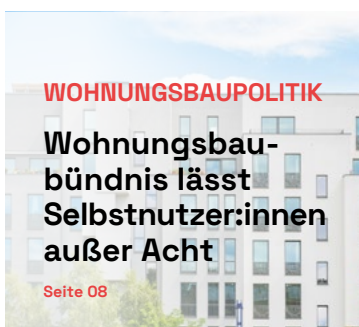 WOHNUNGSBAUPOLITIK
Wohnungsbau-
bündnis lässt
Selbstnutzer:innen
außer Acht
Seite 08